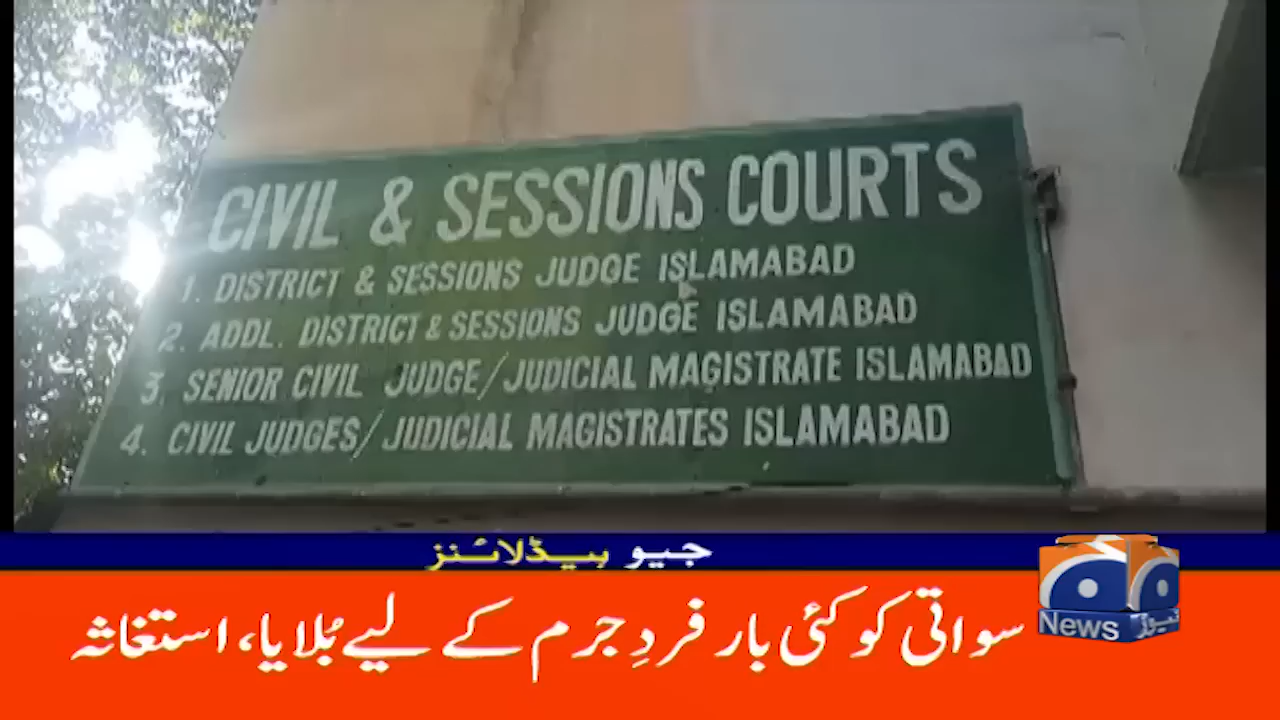 CIVIL & SESSIONS COURTS
1. DISTRICT & SESSIONS JUDGE ISLAMABAD
2. ADDL. DISTRICT & SESSIONS JUDGE ISLAMABAD
3. SENIOR CIVIL JUDGE/JUDICIAL MAGISTRATE ISLAMABAD
4. CIVIL JUDGES/JUDICIAL MAGISTRATES ISLAMABAD
جیو ہیڈلائنز
سواتی کو کئی بار فردِ جرم کے لیے بُلایا، استغاثہ
News نیوز